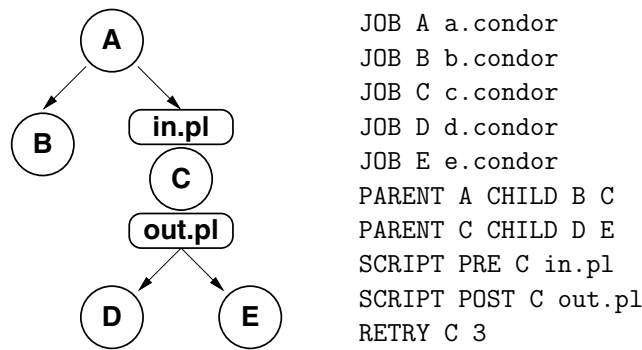 A
B
in.pl
C
out.pl
D
E
JOB A a.condor
JOB B b.condor
JOB C c.condor
JOB D d.condor
JOB E e.condor
PARENT A CHILD B C
PARENT C CHILD D E
SCRIPT PRE C in.pl
SCRIPT POST C out.pl
RETRY C 3